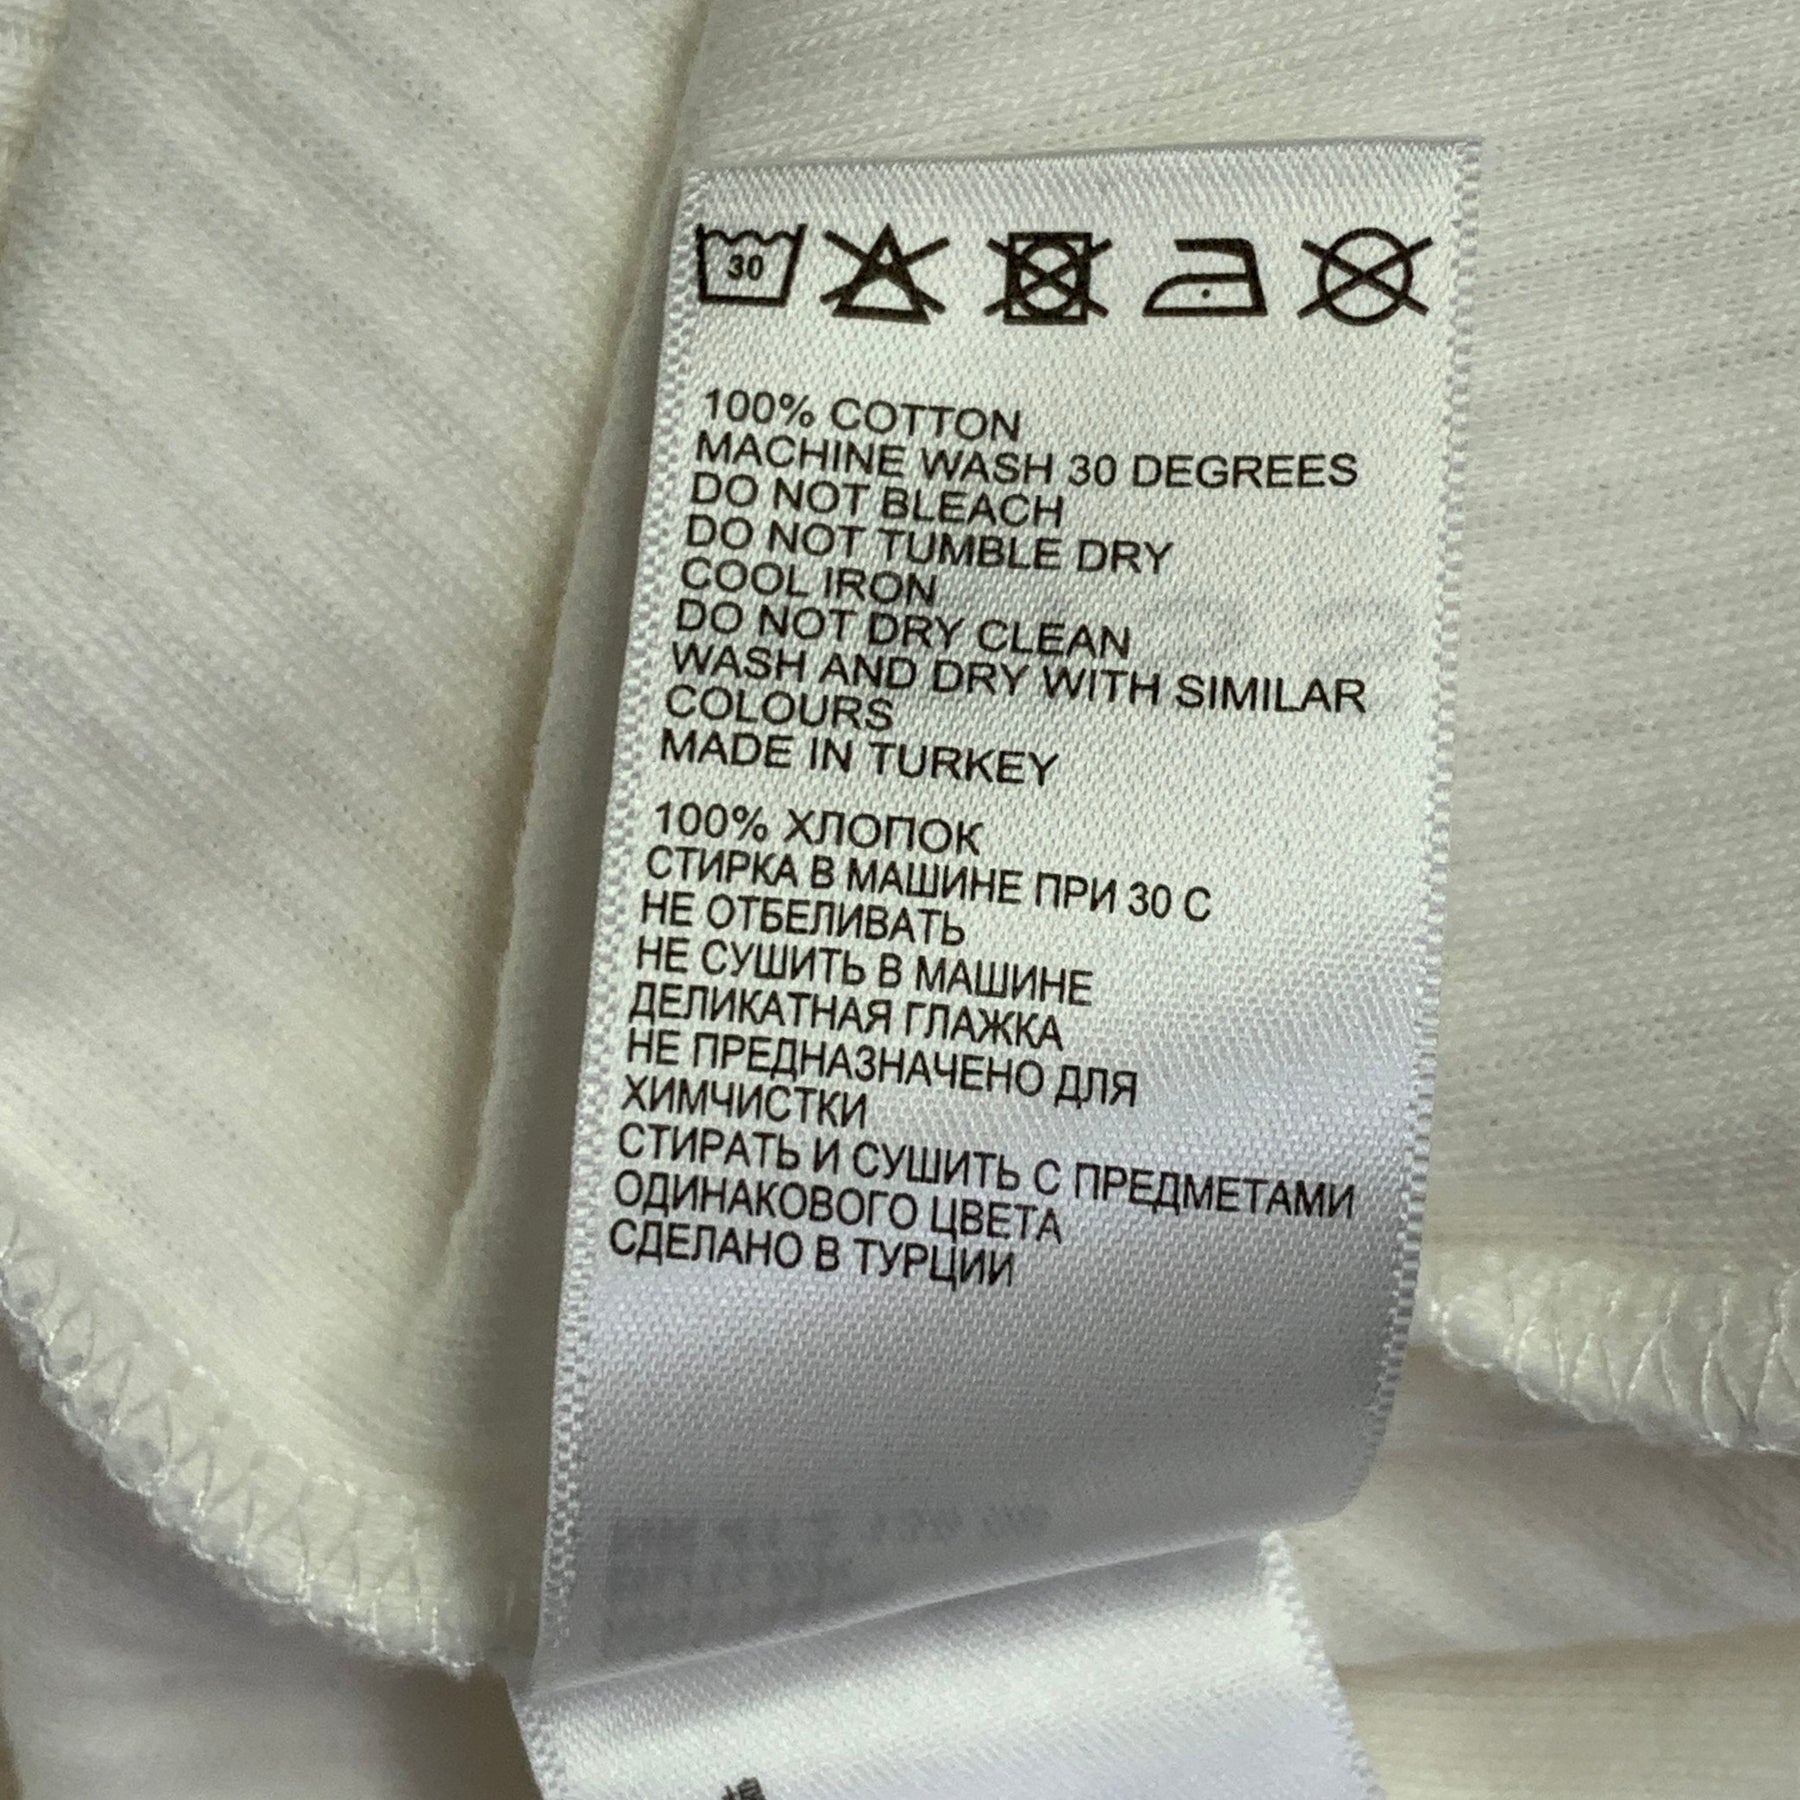 30
100% COTTON
MACHINE WASH 30 DEGREES
DO NOT BLEACH
DO NOT TUMBLE DRY
COOL IRON
DO NOT DRY CLEAN
WASH AND DRY WITH SIMILAR
COLOURS
MADE IN TURKEY
100% ХЛОПОК
СТИРКА В МАШИНЕ ПРИ 30 С
НЕ ОТБЕЛИВАТЬ
НЕ СУШИТЬ В МАШИНЕ
ДЕЛИКАТНАЯ ГЛАЖКА
НЕ ПРЕДНАЗНАЧЕНО ДЛЯ
ХИМЧИСТКИ
СТИРАТЬ И СУШИТЬ С ПРЕДМЕТАМИ
ОДИНАКОВОГО ЦВЕТА
СДЕЛАНО В ТУРЦИИ